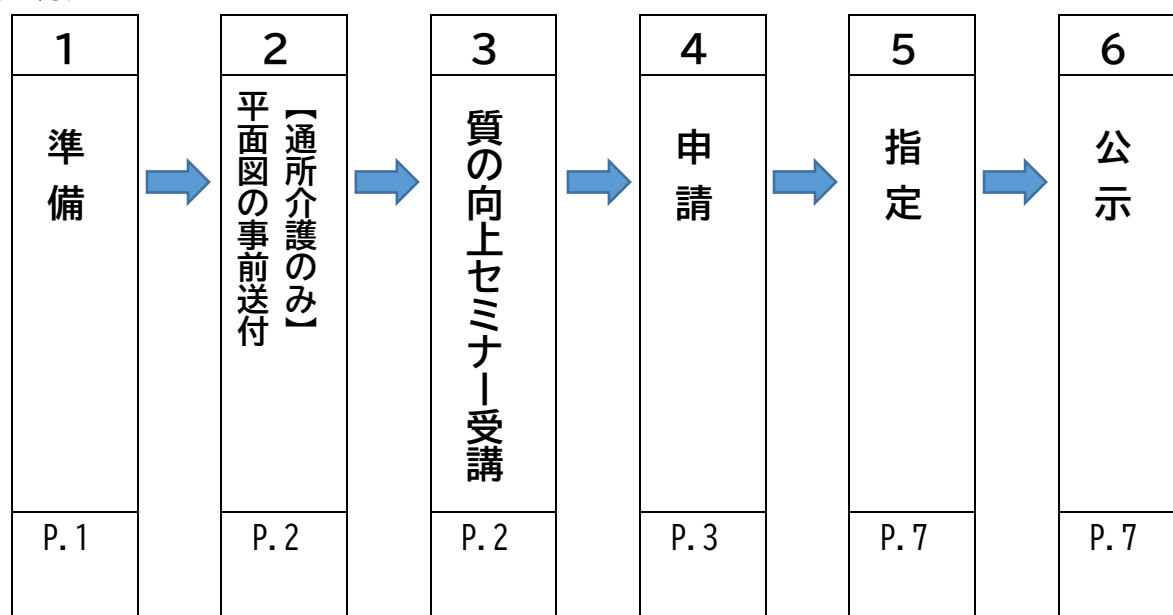 1
準備
P.1
2
【通所介護のみ】
平面図の事前送付
P.2
3
質の向上セミナー受講
P.2
4
申請
P.3
5
指定
P.7
6
公示
P.7